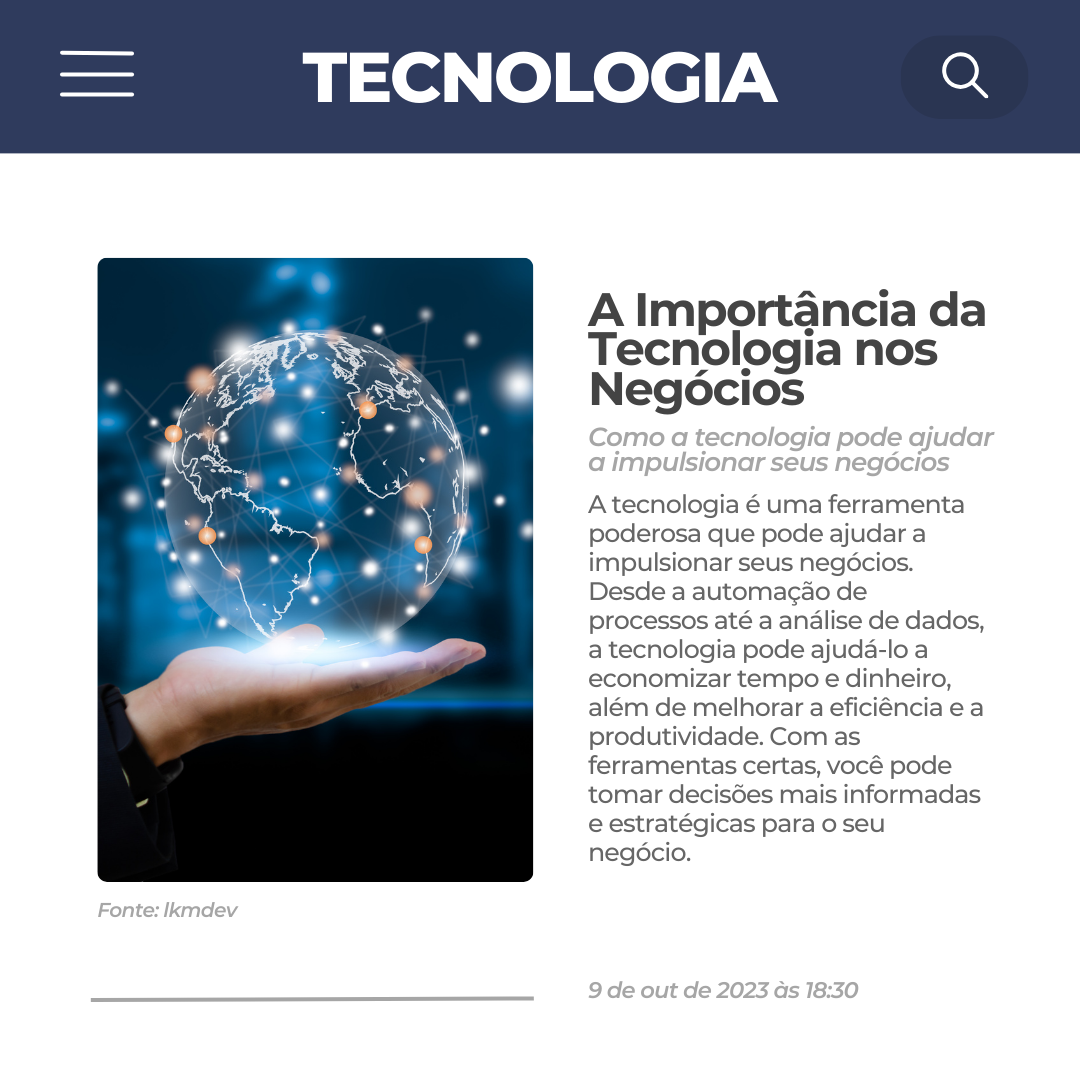 TECNOLOGIA
A Importância da
Tecnologia nos
Negócios
Como a tecnologia pode ajudar
a impulsionar seus negócios
A tecnologia é uma ferramenta
poderosa que pode ajudar a
impulsionar seus negócios.
Desde a automação de
processos até a análise de dados,
a tecnologia pode ajudá-lo a
economizar tempo e dinheiro,
além de melhorar a eficiência e a
produtividade. Com as
ferramentas certas, você pode
tomar decisões mais informadas
e estratégicas para o seu
negócio.
Fonte: lkmdev
9 de out de 2023 às 18:30